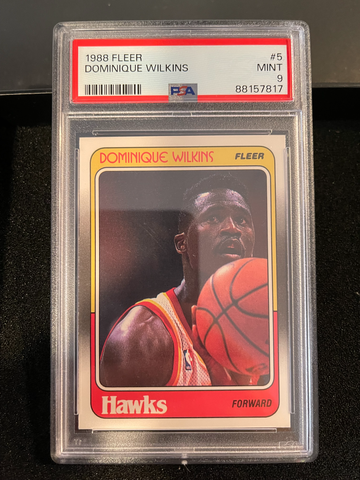 1988 FLEER #5
DOMINIQUE WILKINS MINT
9
PSA 88157817
DOMINIQUE WILKINS FLEER
Hawks FORWARD